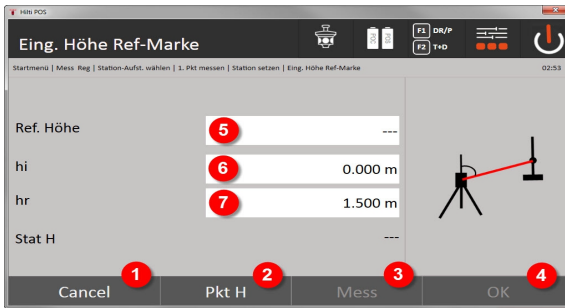 Hilti POS
Eing. Höhe Ref-Marke
POC
POS
F1 DR/P
F2 T+D
Startmenü | Mess Reg | Station-Aufst. wählen | 1. Pkt messen | Station setzen | Eing. Höhe Ref-Marke
02:53
Ref. Höhe
5
---
hi
6
0.000 m
hr
7
1.500 m
Stat H
---
1
2
3
4
Cancel
Pkt H
Mess
OK